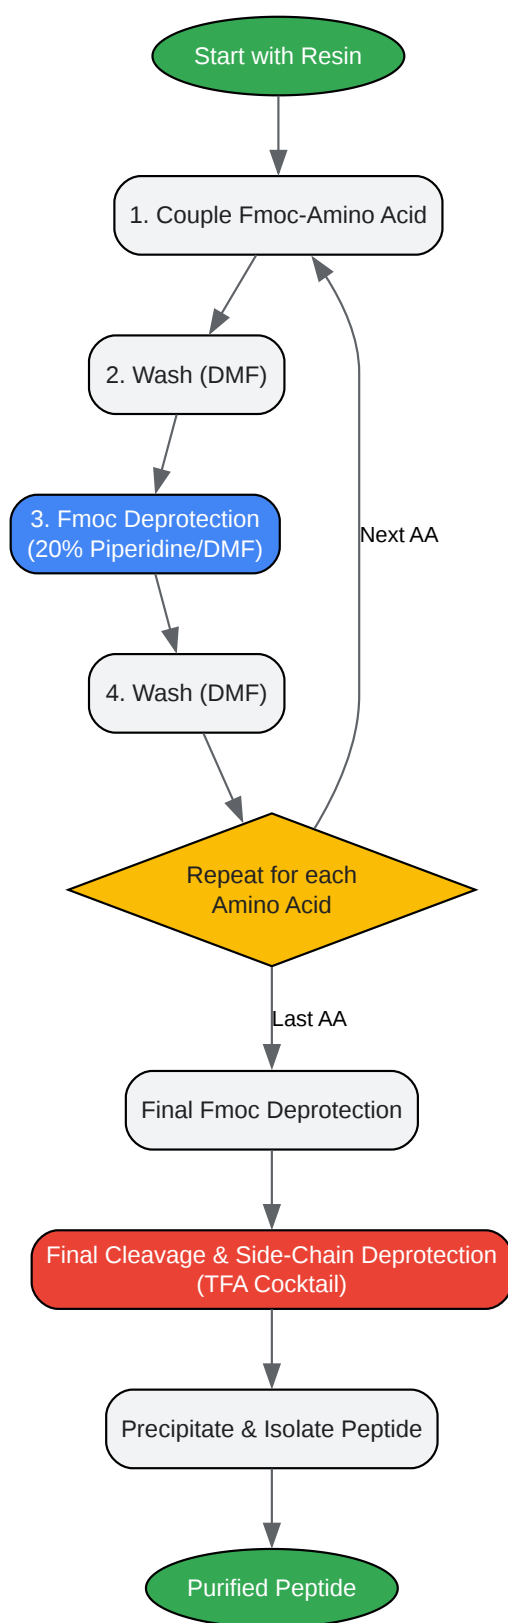 Start with Resin
1. Couple Fmoc-Amino Acid
2. Wash (DMF)
3. Fmoc Deprotection
(20% Piperidine/DMF)
Next AA
4. Wash (DMF)
Repeat for each
Amino Acid
Last AA
Final Fmoc Deprotection
Final Cleavage & Side-Chain Deprotection
(TFA Cocktail)
Precipitate & Isolate Peptide
Purified Peptide